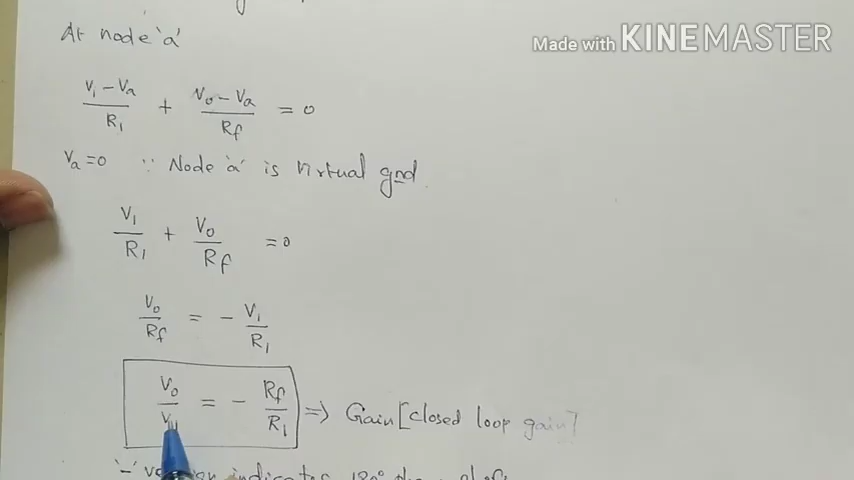 Made with KINEMASTER
At node 'a'
V₁ - Va / R₁ + Vo - Va / Rf = 0
Va = 0 ∵ Node 'a' is Virtual gnd
V₁ / R₁ + Vo / Rf = 0
Vo / Rf = - V₁ / R₁
Vo / = - Rf / R₁ ⇒ Gain [closed loop gain]
'-' indicates 180°